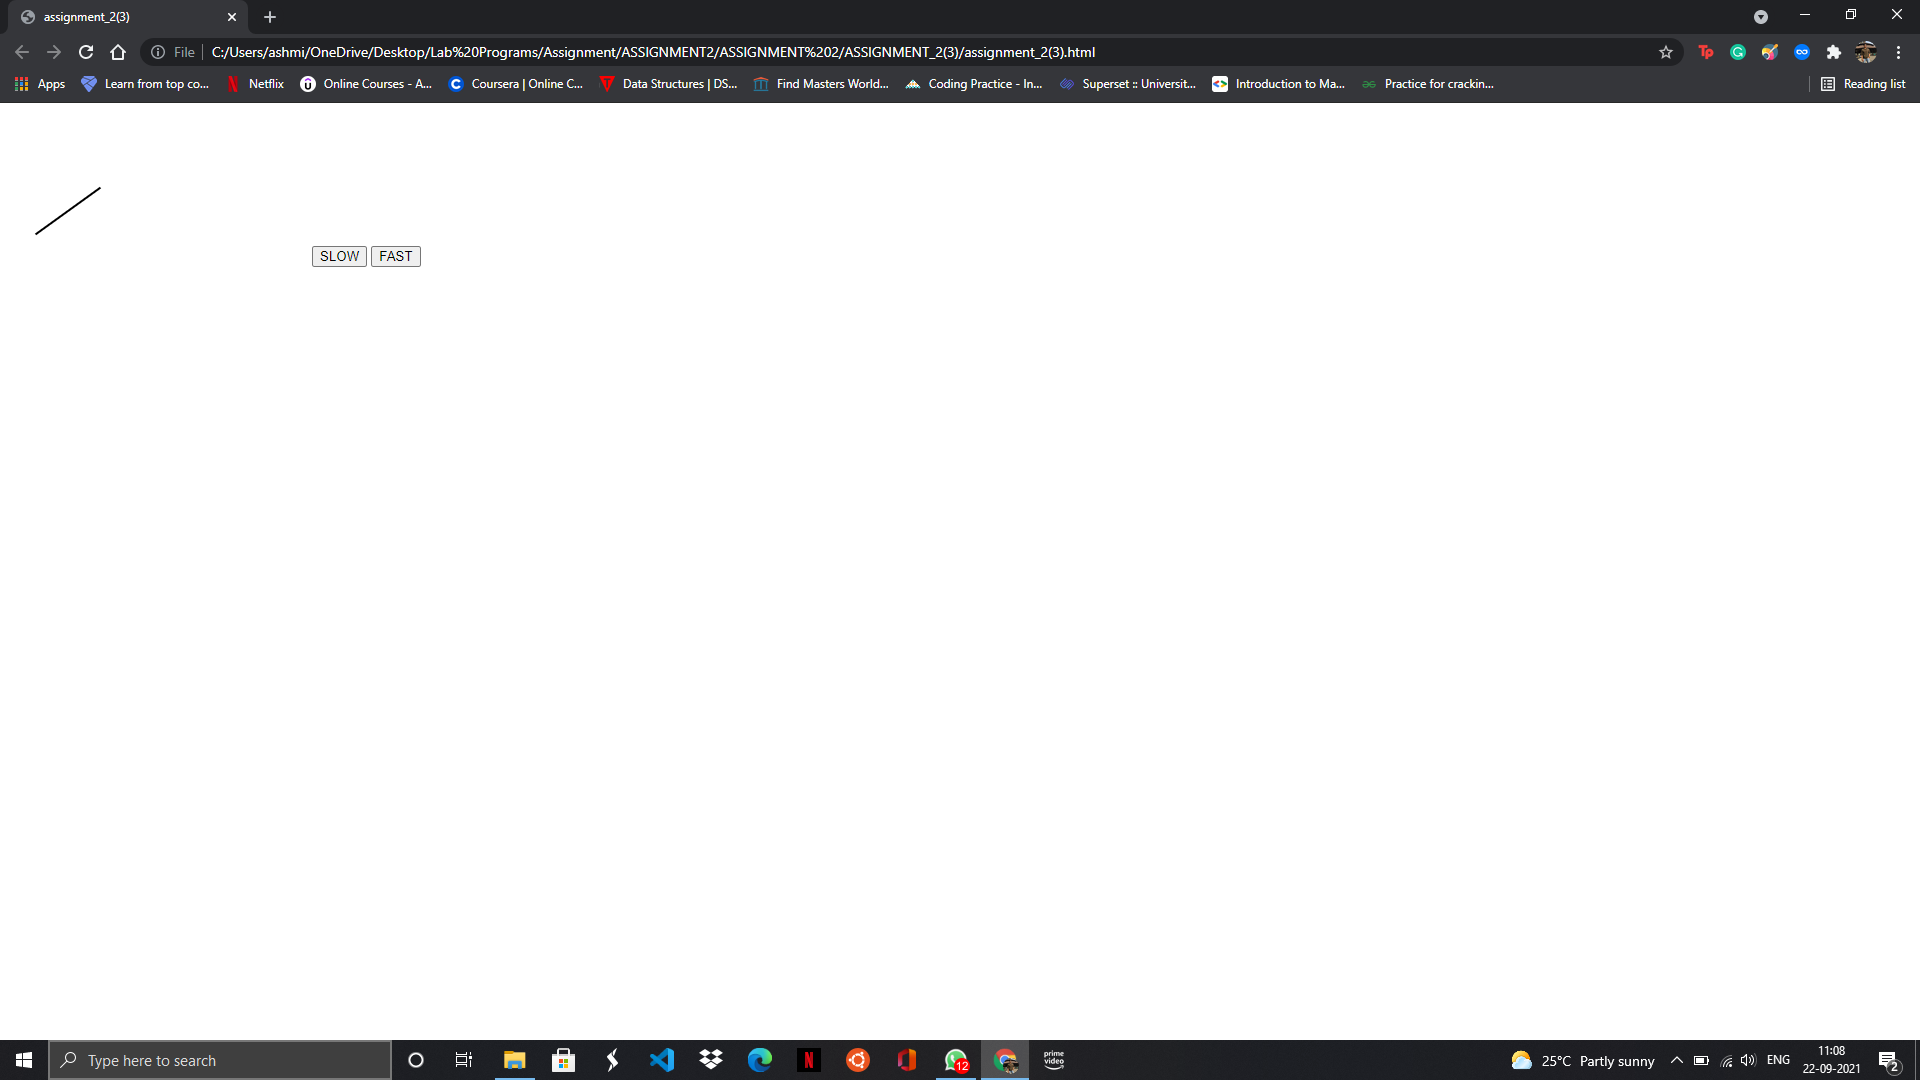 assignment_2(3)
File C:/Users/ashmi/OneDrive/Desktop/Lab%20Programs/Assignment/ASSIGNMENT2/ASSIGNMENT%202/ASSIGNMENT_2(3)/assignment_2(3).html
Apps Learn from top co... Netflix Online Courses - A... Coursera | Online C... Data Structures | DS... Find Masters World... Coding Practice - In... Superset :: Universit... Introduction to Ma... Practice for crackin... Reading list
SLOW FAST
Type here to search 12 prime video 25°C Partly sunny ENG 11:08
22-09-2021 2